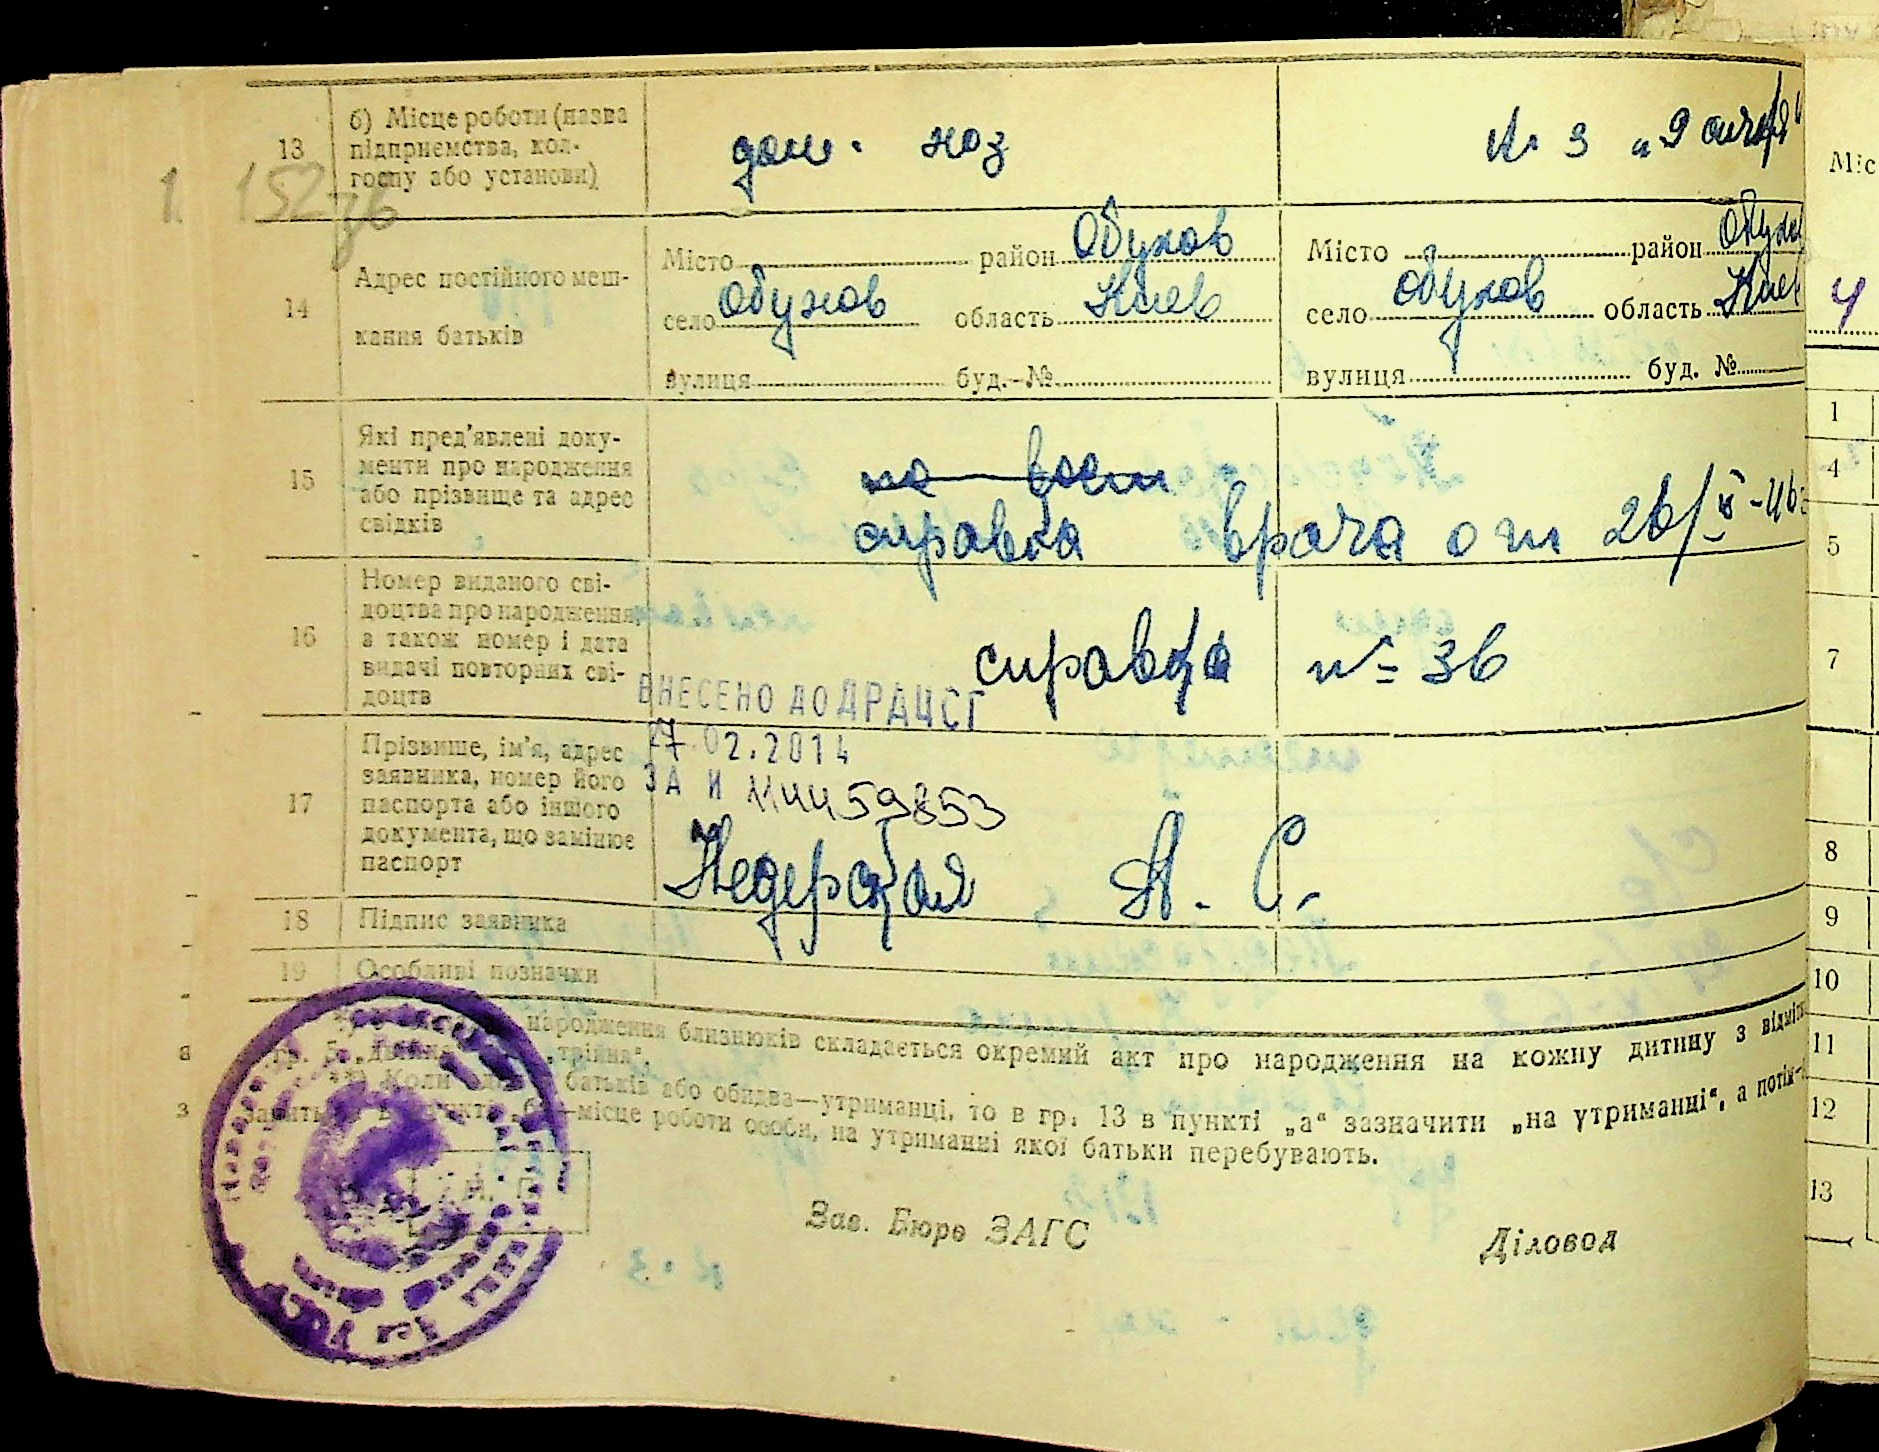 1. 152
13 б) Місце роботи (назва підприємства, колгоспу або установи) дом. хоз К. З „9 січня"
14 Адрес постійного мешкання батьків
Місто район Обухов Місто район Обухов
село Обухов область Киев село Обухов область Киев
вулиця буд. № вулиця буд. №
15 Які пред'явлені документи про народження або прізвище та адрес свідків
справка врача от 26/
16 Номер виданого свідоцтва про народження, а також номер і дата видачі повторних свідоцтв
справка № 36
ВНЕСЕНО ДО ДРАЦСГ
17.02.2014
ЗА И
17 Прізвище, ім'я, адрес заявника, номер його паспорта або іншого документа, що замінює паспорт
А. С.
18 Підпис заявника
19 Особливі позначки
народження близнюків складається окремий акт про народження на кожну дитину з
гр. 5 „трійня".
**) Коли батьків або обидва—утриманці, то в гр. 13 в пункті „а" зазначити „на утриманні", а потім
місце роботи особи, на утриманні якої батьки перебувають.
М. П.
Зав. Бюро ЗАГС Діловод
Міс
1
4
5
7
8
9
10
11
12
13